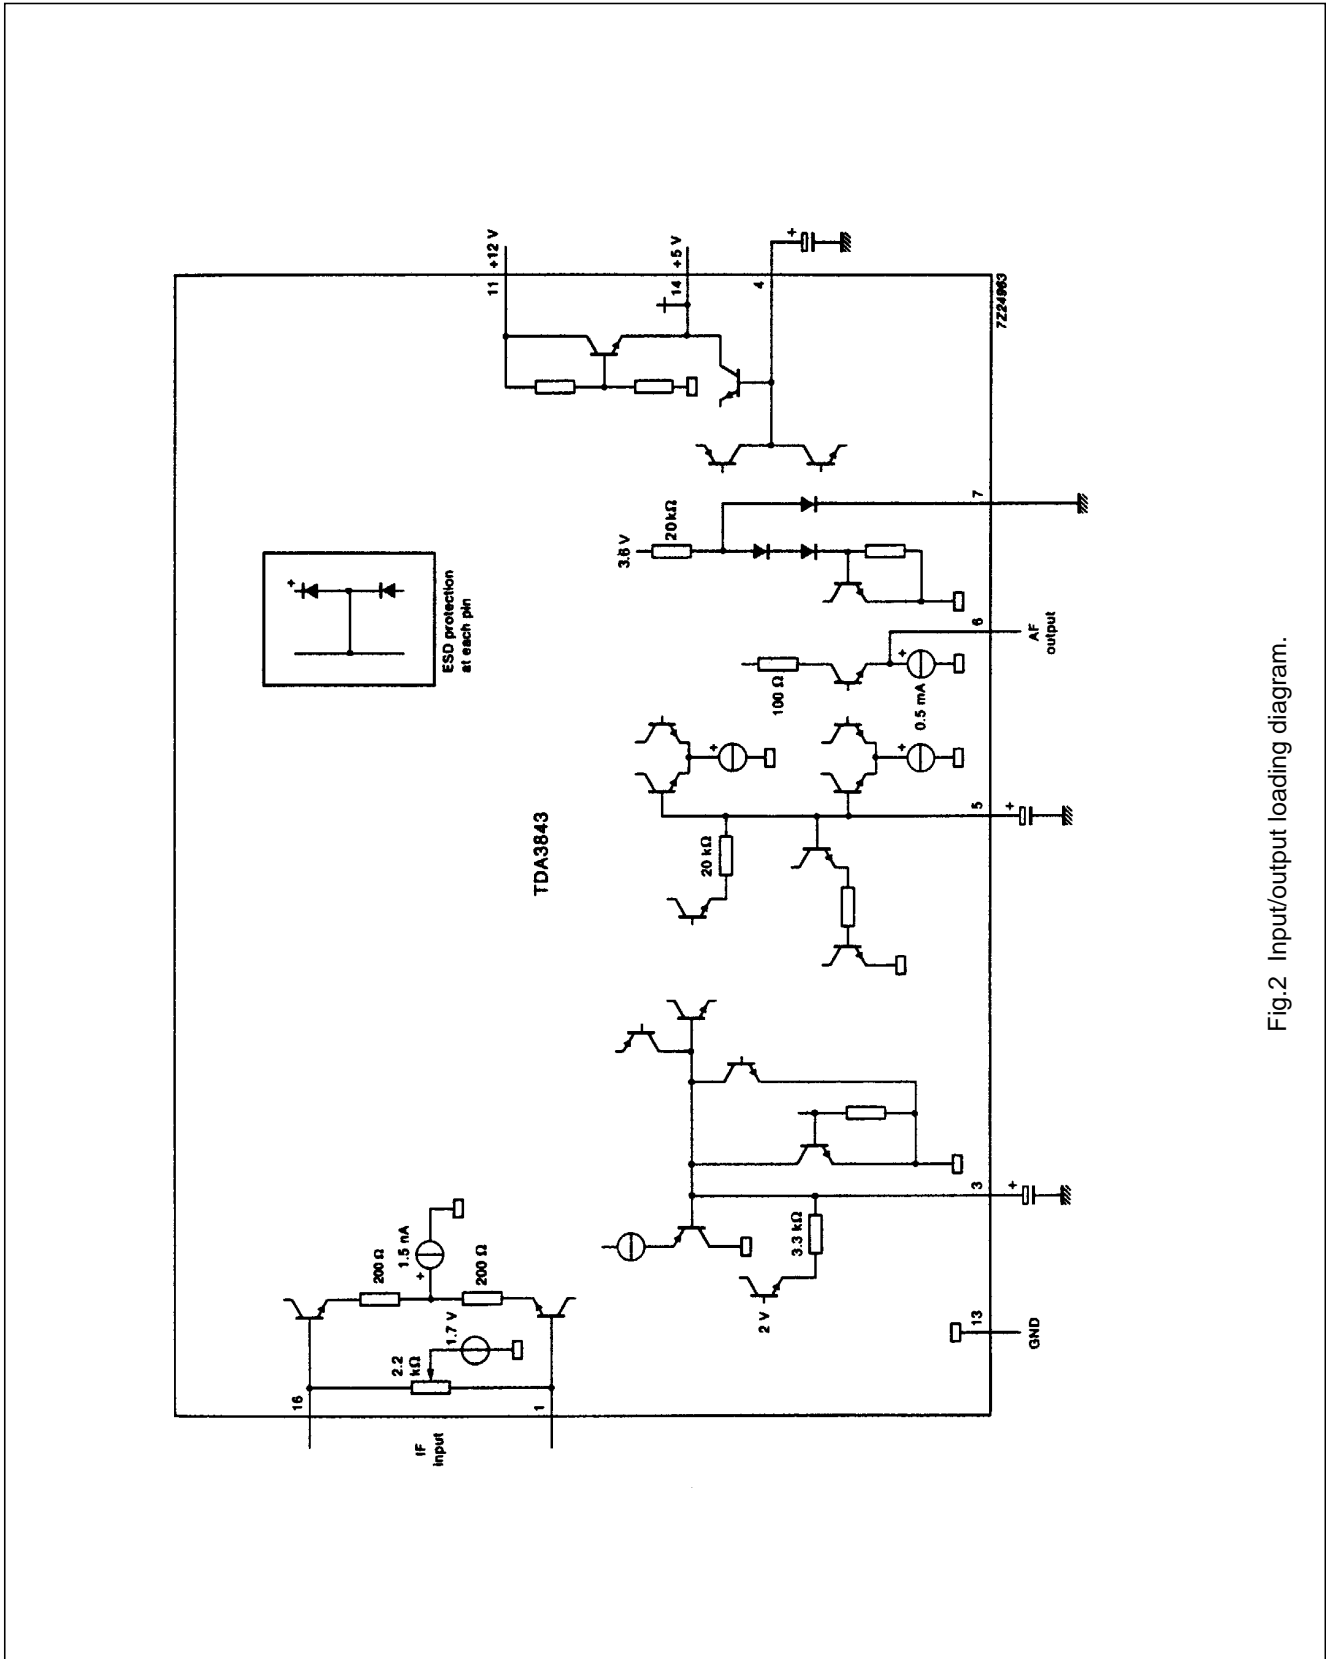 11 +12 V
14 +5 V
4
7Z24963
ESD protection
at each pin
3.6 V
20 kΩ
7
6
AF
output
100 Ω
0.5 mA
TDA3843
20 kΩ
5
3
3.3 kΩ
2 V
13
GND
200 Ω
1.5 nA
200 Ω
1.7 V
2.2
kΩ
16
1
IF
input
Fig.2 Input/output loading diagram.